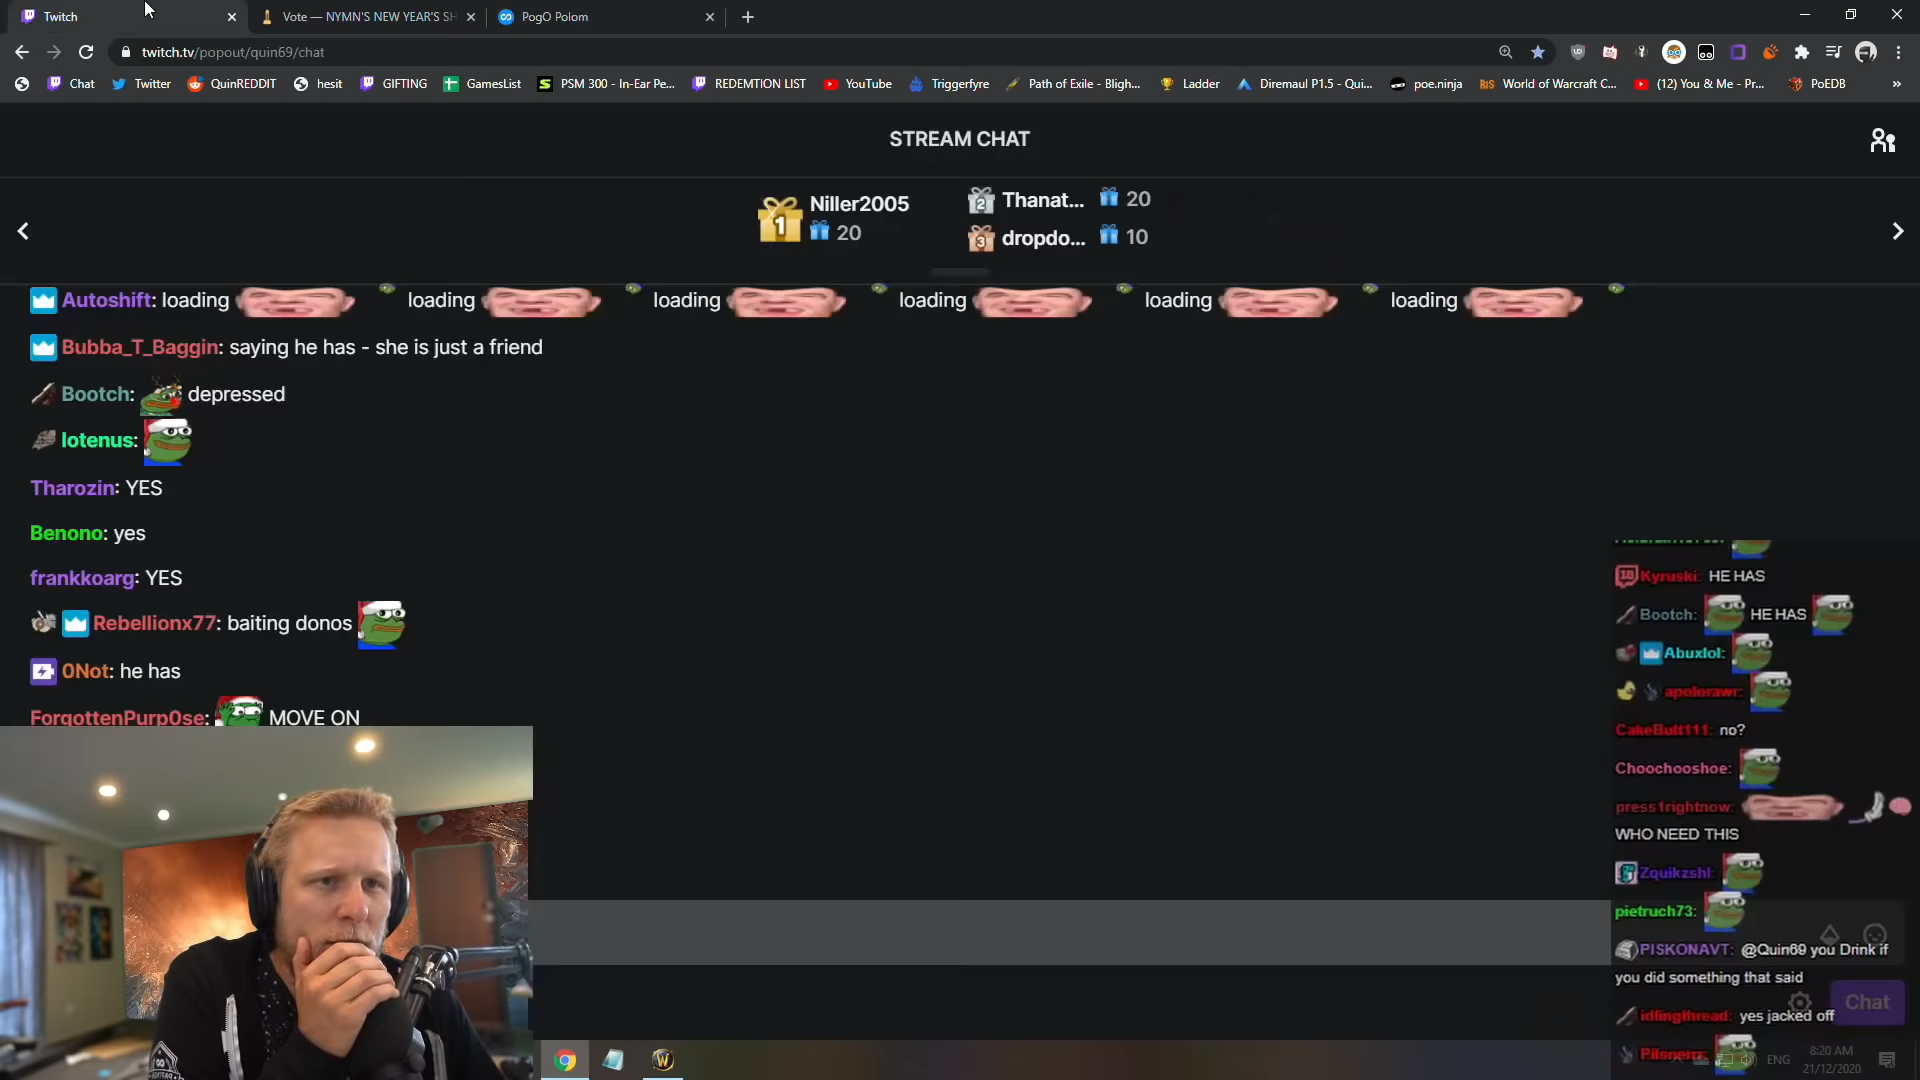 Twitch
Vote — NYMN'S NEW YEAR'S SH
PogO Polom
twitch.tv/popout/quin69/chat
Chat
Twitter
QuinREDDIT
hesit
GIFTING
GamesList
PSM 300 - In-Ear Pe...
REDEMTION LIST
YouTube
Triggerfyre
Path of Exile - Bligh...
Ladder
Diremaul P1.5 - Qui...
poe.ninja
World of Warcraft C...
(12) You & Me - Pr...
PoEDB
STREAM CHAT
1 Niller2005
20
2 Thanat... 20
3 dropdo... 10
Autoshift: loading loading loading loading loading loading
Bubba_T_Baggin: saying he has - she is just a friend
Bootch: depressed
lotenus:
Tharozin: YES
Benono: yes
frankkoarg: YES
Rebellionx77: baiting donos
0Not: he has
ForgottenPurp0se: MOVE ON
Kyruski: HE HAS
Bootch: HE HAS
Abuxlol:
apolorawr:
CakeButt111: no?
Choochooshoe:
press1rightnow:
WHO NEED THIS
Zquikzshl:
pietruch73:
PISKONAVT: @Quin69 you Drink if
you did something that said
Chat
idlingthread: yes jacked off
ENG
8:20 AM
21/12/2020